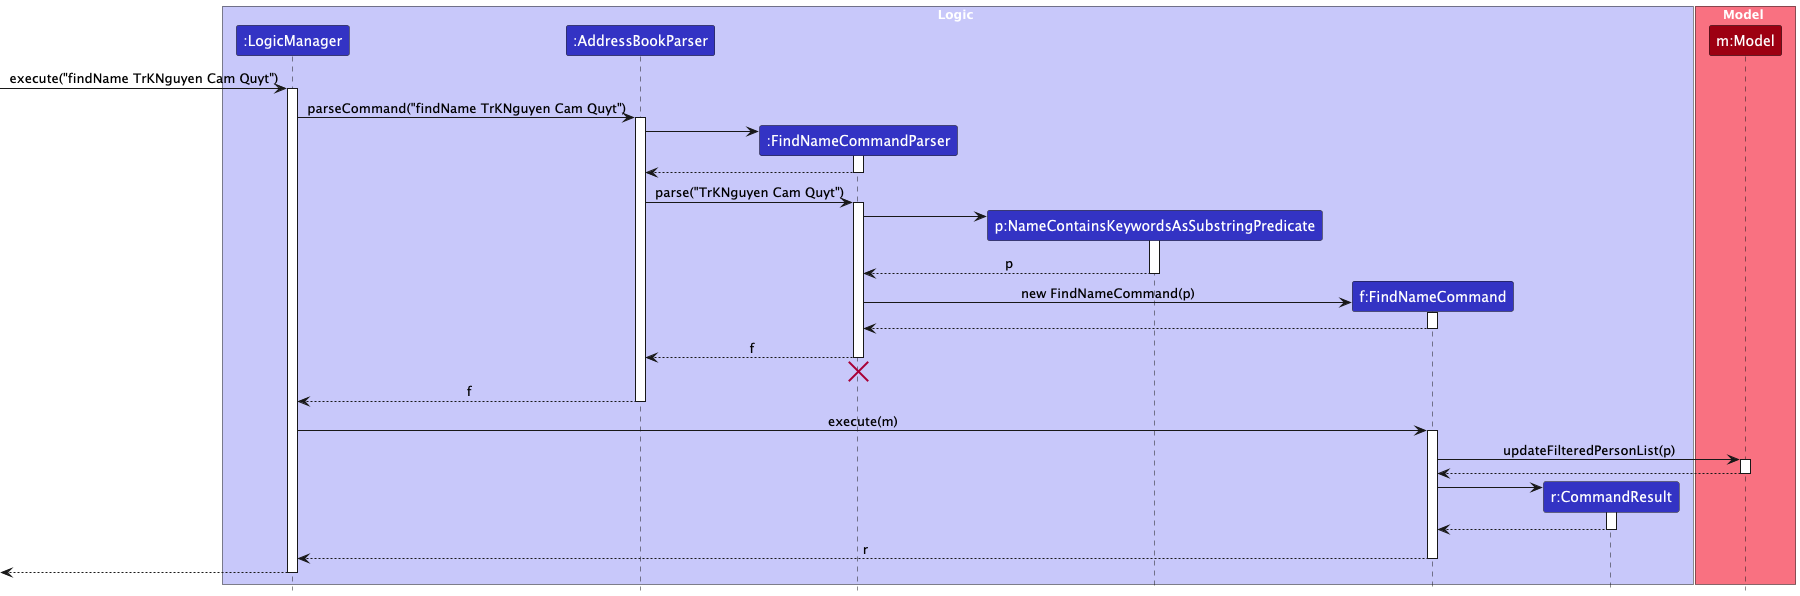 Logic
Model
:LogicManager
:AddressBookParser
m:Model
execute("findName TrKNguyen Cam Quyt")
parseCommand("findName TrKNguyen Cam Quyt")
:FindNameCommandParser
parse("TrKNguyen Cam Quyt")
p:NameContainsKeywordsAsSubstringPredicate
p
new FindNameCommand(p)
f:FindNameCommand
f
f
execute(m)
updateFilteredPersonList(p)
r:CommandResult
r